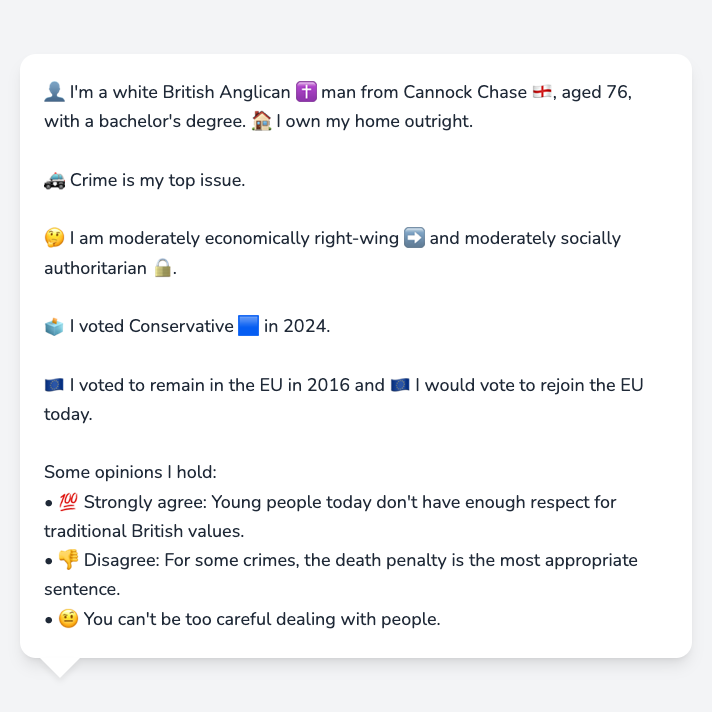 👤 I'm a white British Anglican ✝️ man from Cannock Chase 🏴󠁧󠁢󠁥󠁮󠁧󠁿, aged 76,
with a bachelor's degree. 🏠 I own my home outright.
🚓 Crime is my top issue.
🤔 I am moderately economically right-wing ➡️ and moderately socially
authoritarian 🔒.
🗳️ I voted Conservative 🟦 in 2024.
🇪🇺 I voted to remain in the EU in 2016 and 🇪🇺 I would vote to rejoin the EU
today.
Some opinions I hold:
• 💯 Strongly agree: Young people today don't have enough respect for
traditional British values.
• 👎 Disagree: For some crimes, the death penalty is the most appropriate
sentence.
• 🤨 You can't be too careful dealing with people.